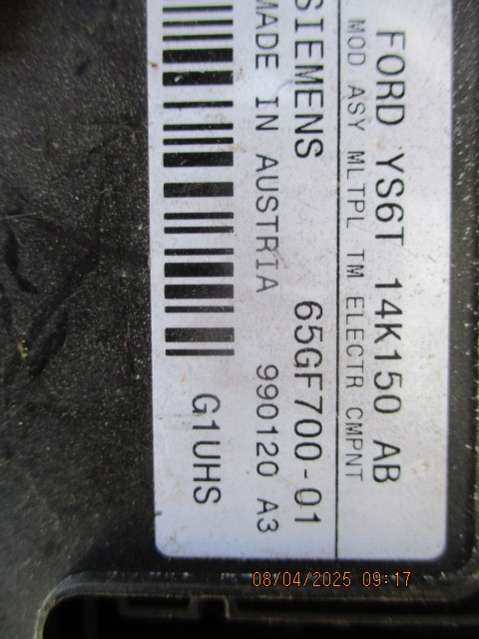 FORD YS6T 14K150 AB
MOD ASY MLTPL TM ELECTR CMPNT
SIEMENS 65GF700-01
MADE IN AUSTRIA 990120 A3
G1UHS
08/04/2025 09:17